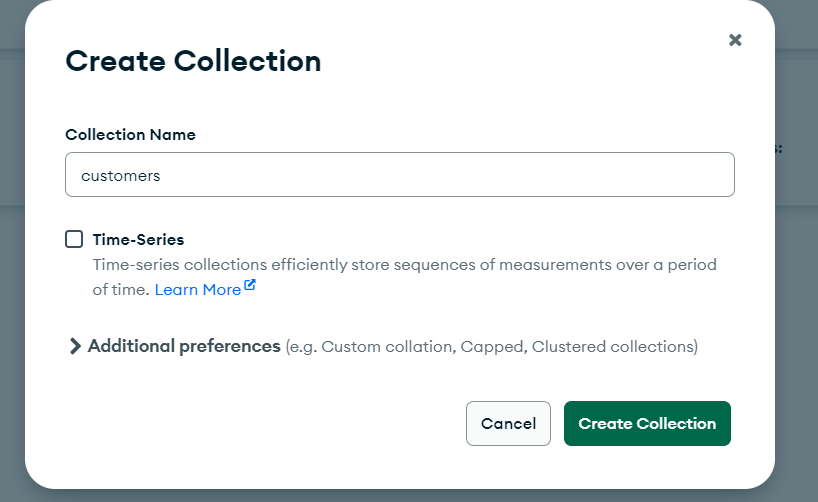 Create Collection
Collection Name
customers
Time-Series
Time-series collections efficiently store sequences of measurements over a period
of time. Learn More
Additional preferences (e.g. Custom collation, Capped, Clustered collections)
Cancel
Create Collection